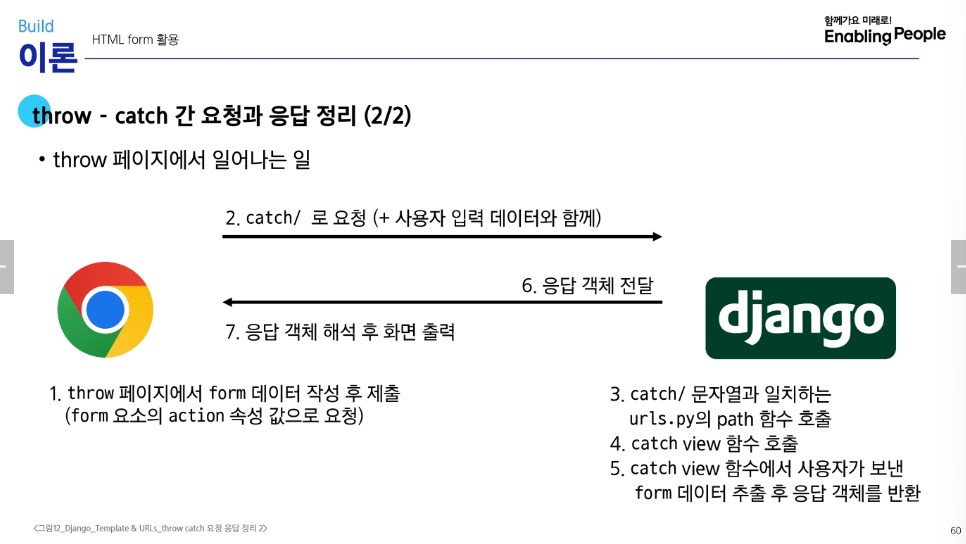 Build
이론
HTML form 활용
함께가요 미래로!
Enabling People
throw - catch 간 요청과 응답 정리 (2/2)
• throw 페이지에서 일어나는 일
2. catch/ 로 요청 (+ 사용자 입력 데이터와 함께)
6. 응답 객체 전달
django
7. 응답 객체 해석 후 화면 출력
1. throw 페이지에서 form 데이터 작성 후 제출
(form 요소의 action 속성 값으로 요청)
3. catch/ 문자열과 일치하는
urls.py의 path 함수 호출
4. catch view 함수 호출
5. catch view 함수에서 사용자가 보낸
form 데이터 추출 후 응답 객체를 반환
<그림12_Django_Template & URLs_throw catch 요청 응답 정리 2>
60